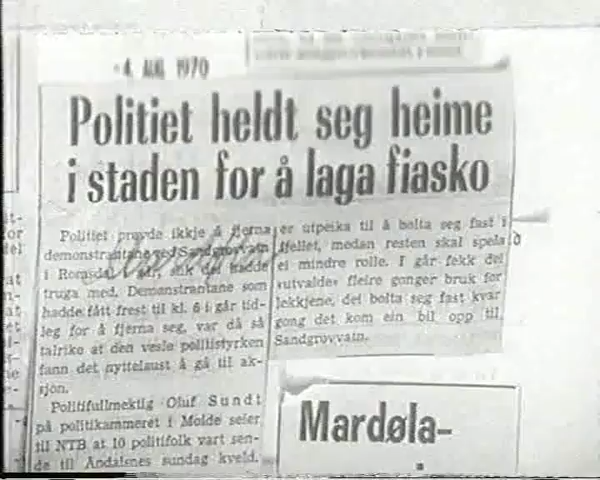 4. AUG. 1970
Politiet heldt seg heime
i staden for å laga fiasko
Politiet prøvde ikkje å fjerna
demonstrantane ved Sandgrovvatn
i Romsdal i går, slik dei hadde
truga med. Demonstrantane som
hadde fått frest til kl. 6 i går tid-
leg for å fjerna seg, var då så
talrike at den vesle politistyrken
fann det nyttelaust å gå til ak-
sjon.
Politifullmektig Oluf Sundt
på politikammeret i Molde seier
til NTB at 10 politifolk vart sen-
de til Åndalsnes sundag kveld.
er utpeika til å bolta seg fast i
fjellet, medan resten skal spela
ei mindre rolle. I går fekk dei
«utvalde» fleire gonger bruk for
lekkjene, dei bolta seg fast kvar
gong det kom ein bil opp til
Sandgrovvatn.
Mardøla-